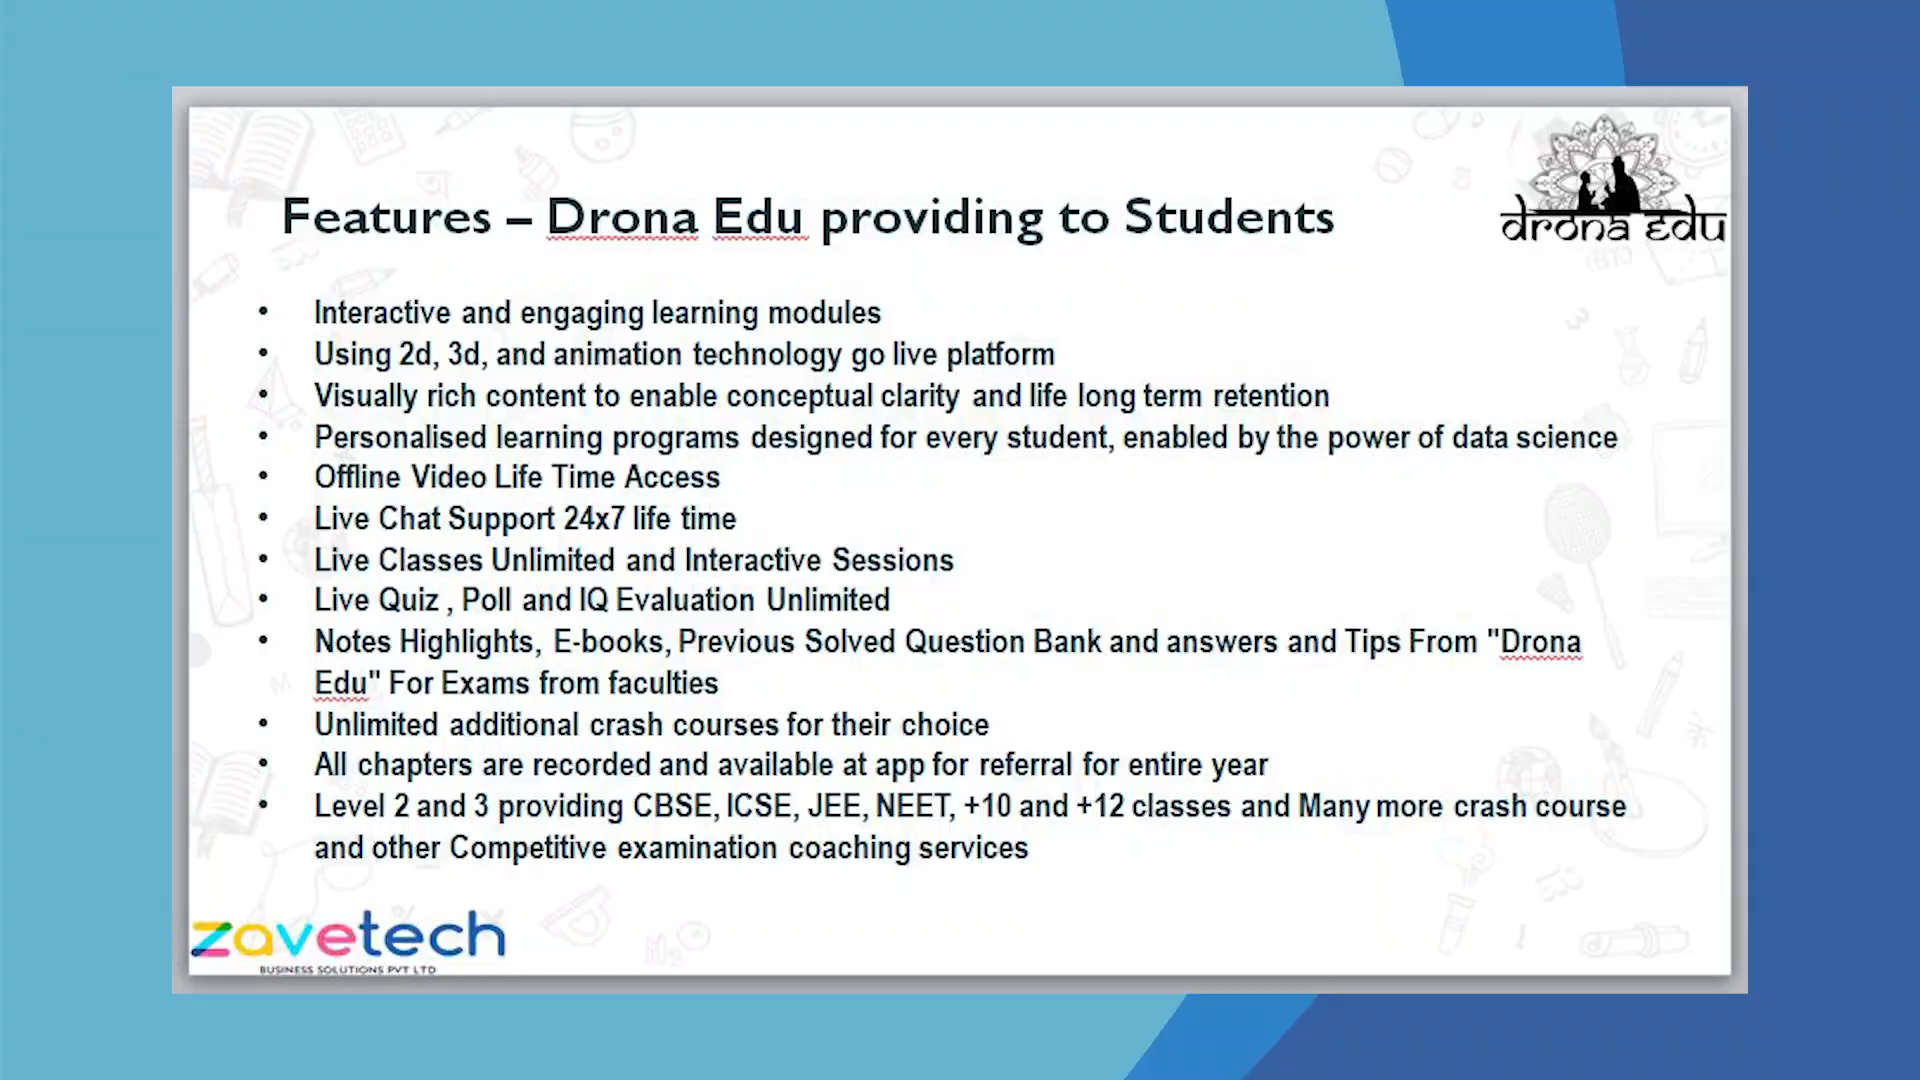 Features – Drona Edu providing to Students
drona edu
• Interactive and engaging learning modules
• Using 2d, 3d, and animation technology go live platform
• Visually rich content to enable conceptual clarity and life long term retention
• Personalised learning programs designed for every student, enabled by the power of data science
• Offline Video Life Time Access
• Live Chat Support 24x7 life time
• Live Classes Unlimited and Interactive Sessions
• Live Quiz , Poll and IQ Evaluation Unlimited
• Notes Highlights, E-books, Previous Solved Question Bank and answers and Tips From "Drona
Edu" For Exams from faculties
• Unlimited additional crash courses for their choice
• All chapters are recorded and available at app for referral for entire year
• Level 2 and 3 providing CBSE, ICSE, JEE, NEET, +10 and +12 classes and Many more crash course
and other Competitive examination coaching services
zavetech
BUSINESS SOLUTIONS PVT LTD